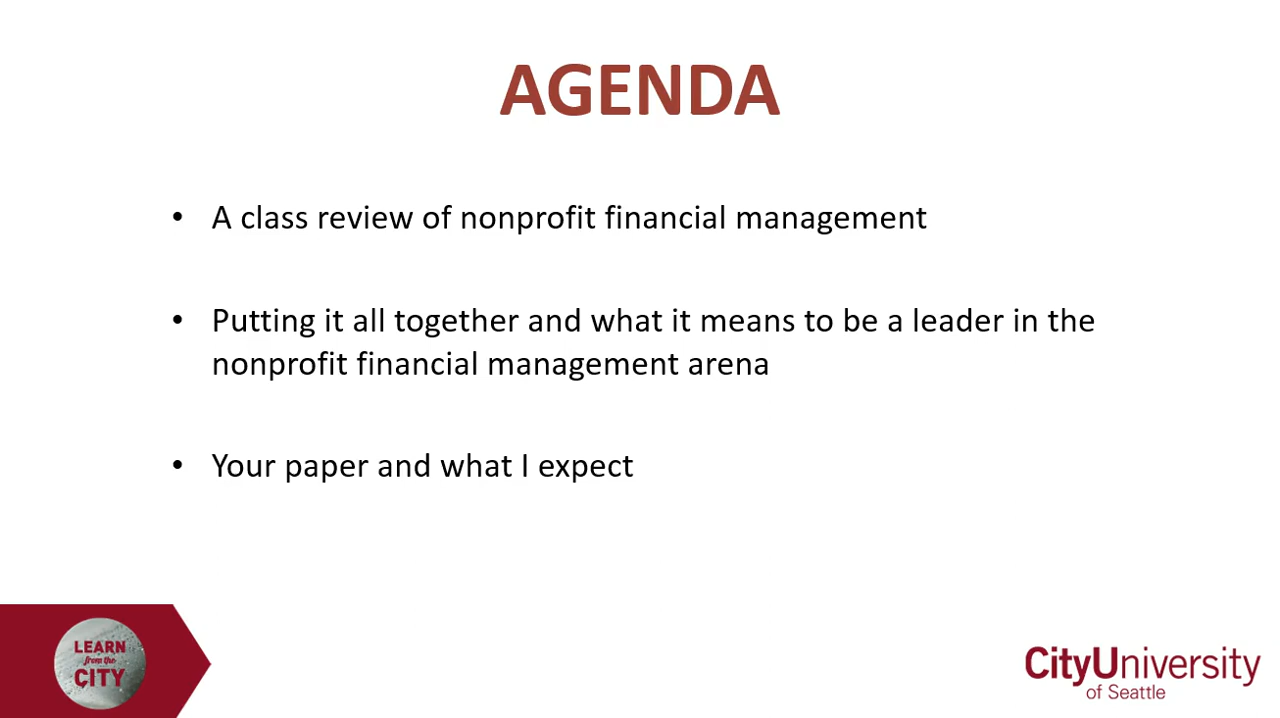 AGENDA
• A class review of nonprofit financial management
• Putting it all together and what it means to be a leader in the
nonprofit financial management arena
• Your paper and what I expect
LEARN
from the
CITY
CityUniversity
of Seattle